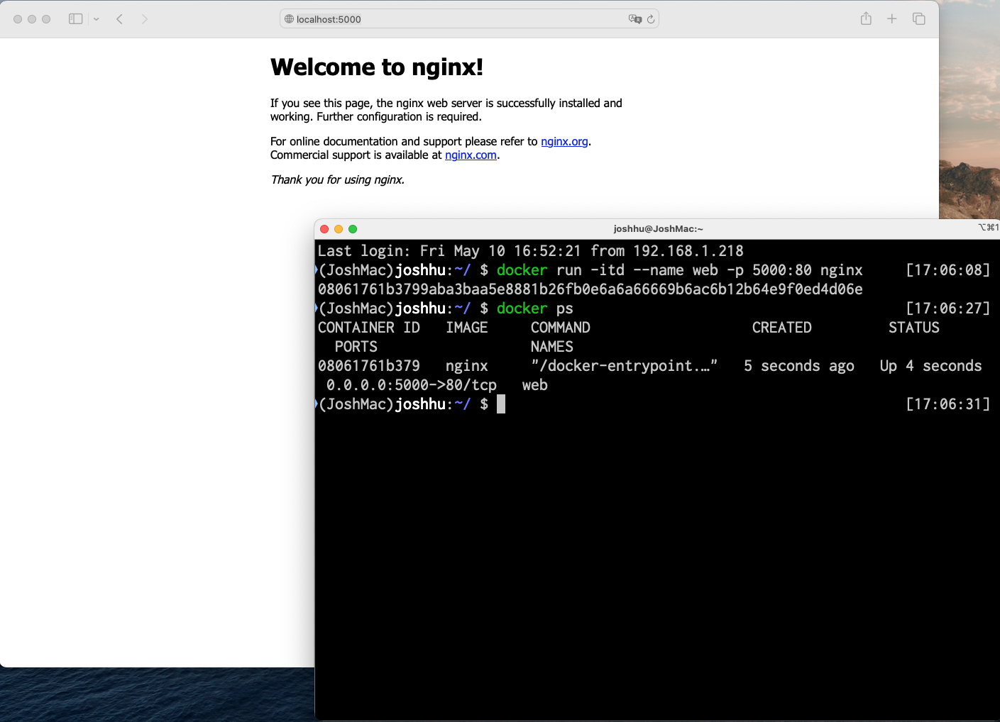 localhost:5000
Welcome to nginx!
If you see this page, the nginx web server is successfully installed and
working. Further configuration is required.
For online documentation and support please refer to nginx.org.
Commercial support is available at nginx.com.
Thank you for using nginx.
joshhu@JoshMac:~ ⌥⌘1
Last login: Fri May 10 16:52:21 from 192.168.1.218
(JoshMac)joshhu:~/ $ docker run -itd --name web -p 5000:80 nginx [17:06:08]
08061761b3799aba3baa5e8881b26fb0e6a6a66669b6ac6b12b64e9f0ed4d06e
(JoshMac)joshhu:~/ $ docker ps [17:06:27]
CONTAINER ID IMAGE COMMAND CREATED STATUS
PORTS NAMES
08061761b379 nginx "/docker-entrypoint.…" 5 seconds ago Up 4 seconds
0.0.0.0:5000->80/tcp web
(JoshMac)joshhu:~/ $ [17:06:31]